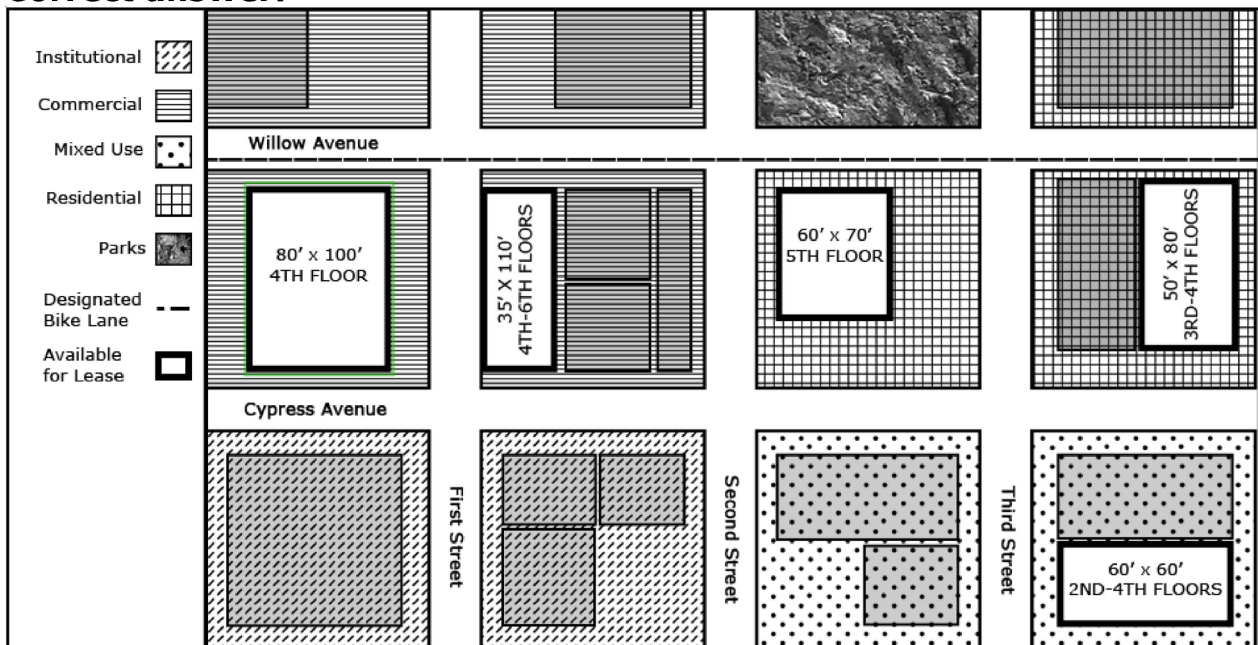 Correct answer:
Institutional
Commercial
Mixed Use
Residential
Parks
Designated
Bike Lane
Available
for Lease
Willow Avenue
80' x 100'
4TH FLOOR
35' X 110'
4TH-6TH FLOORS
60' x 70'
5TH FLOOR
50' x 80'
3RD-4TH FLOORS
Cypress Avenue
First Street
Second Street
Third Street
60' x 60'
2ND-4TH FLOORS